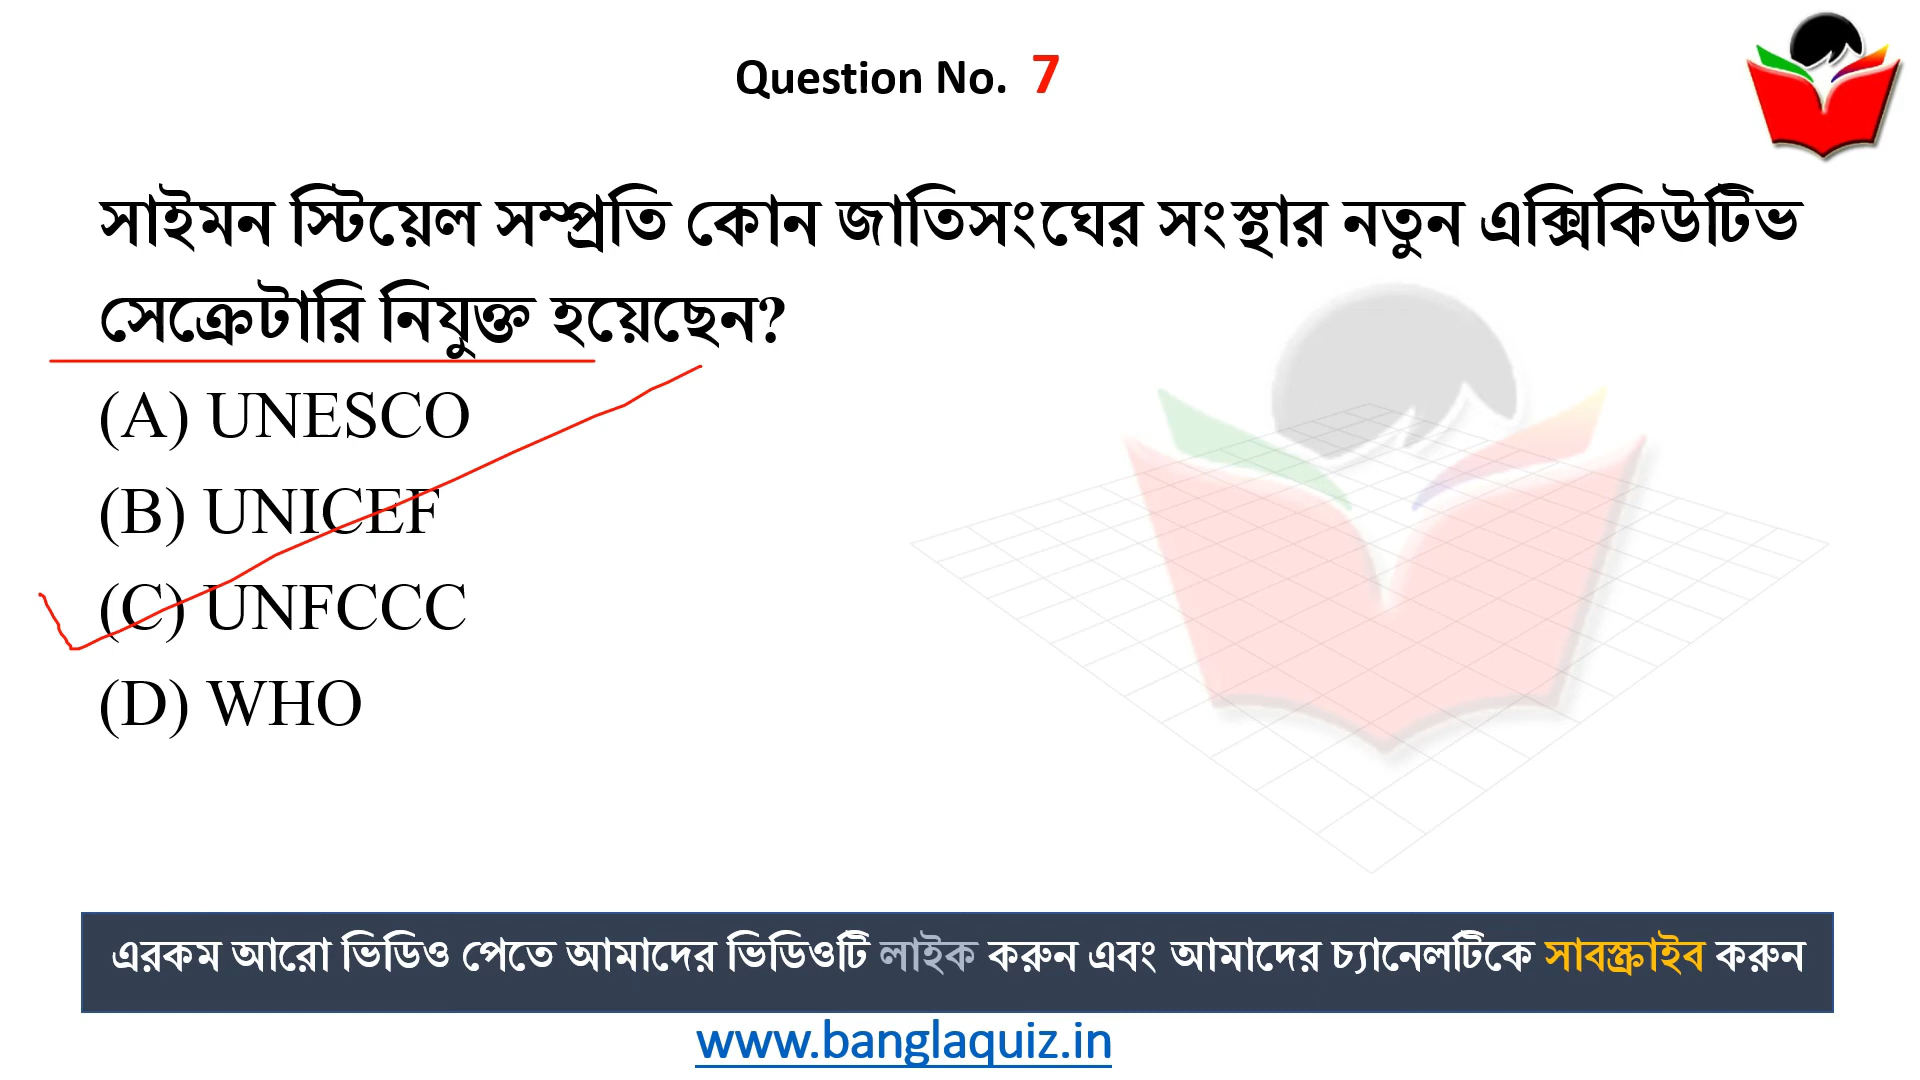 Question No. 7
সাইমন স্টিয়েল সম্প্রতি কোন জাতিসংঘের সংস্থার নতুন এক্সিকিউটিভ
সেক্রেটারি নিযুক্ত হয়েছেন?
(A) UNESCO
(B) UNICEF
(C) UNFCCC
(D) WHO
এরকম আরো ভিডিও পেতে আমাদের ভিডিওটি লাইক করুন এবং আমাদের চ্যানেলটিকে সাবস্ক্রাইব করুন
www.banglaquiz.in